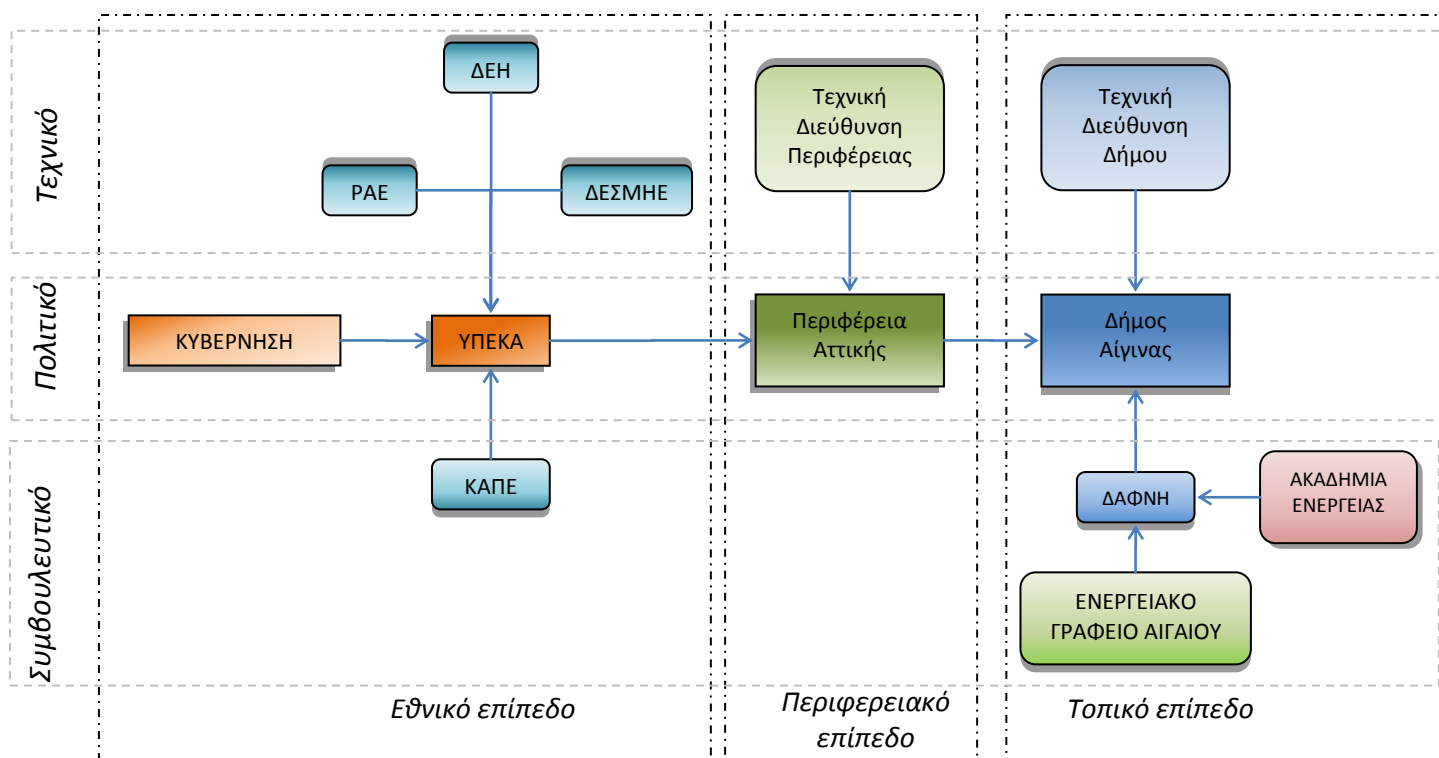 Τεχνικό
ΔΕΗ
ΡΑΕ
ΔΕΣΜΗΕ
Τεχνική
Διεύθυνση
Περιφέρειας
Τεχνική
Διεύθυνση
Δήμου
Πολιτικό
ΚΥΒΕΡΝΗΣΗ
ΥΠΕΚΑ
Περιφέρεια
Αττικής
Δήμος
Αίγινας
Συμβουλευτικό
ΚΑΠΕ
ΔΑΦΝΗ
ΑΚΑΔΗΜΙΑ
ΕΝΕΡΓΕΙΑΣ
ΕΝΕΡΓΕΙΑΚΟ
ΓΡΑΦΕΙΟ ΑΙΓΑΙΟΥ
Εθνικό επίπεδο
Περιφερειακό
επίπεδο
Τοπικό επίπεδο